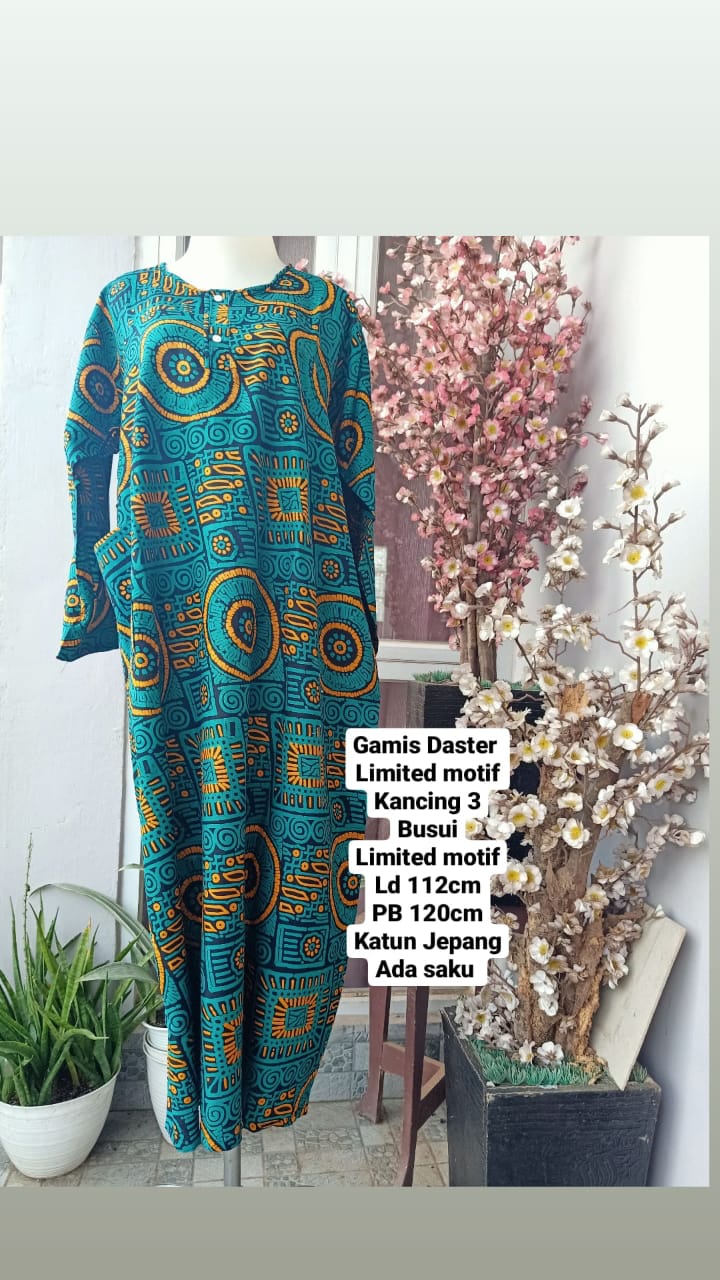 Gamis Daster
Limited motif
Kancing 3
Busui
Limited motif
Ld 112cm
PB 120cm
Katun Jepang
Ada saku